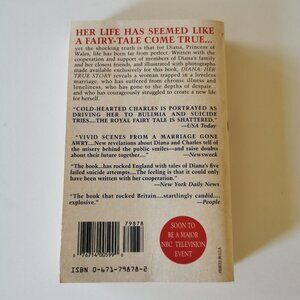 HER LIFE HAS SEEMED LIKE
A FAIRY-TALE COME TRUE...
yet the shocking truth is that for Diana, Princess of
Wales, life has been far from perfect. Written with the
cooperation and support of members of Diana's family
and her closest friends, and illustrated with photographs
made available exclusively for this book, DIANA: HER
TRUE STORY reveals a woman trapped in a loveless
marriage, who has suffered from chronic illness and
loneliness, who has gone to the depths of despair...
and who has courageously struggled to create a new life
for herself.
"COLD-HEARTED CHARLES IS PORTRAYED AS
DRIVING HER TO BULEMIA AND SUICIDE
TRIES...THE ROYAL FAIRY TALE IS SHATTERED."
—USA Today
"VIVID SCENES FROM A MARRIAGE GONE
AWRY...New revelations about Diana and Charles tell of
the misery behind the public smiles—and raise doubts
about their future together..."
—Newsweek
"The book has rocked England with tales of Diana's five
failed suicide attempts...The feeling is that it could
only have been written with her cooperation."
—New York Daily News
"The book that rocked Britain...startlingly candid...
explosive."
—People
79878
SOON TO
BE A MAJOR
NBC TELEVISION
EVENT
0
76714 00599
ISBN 0-671-79878-2